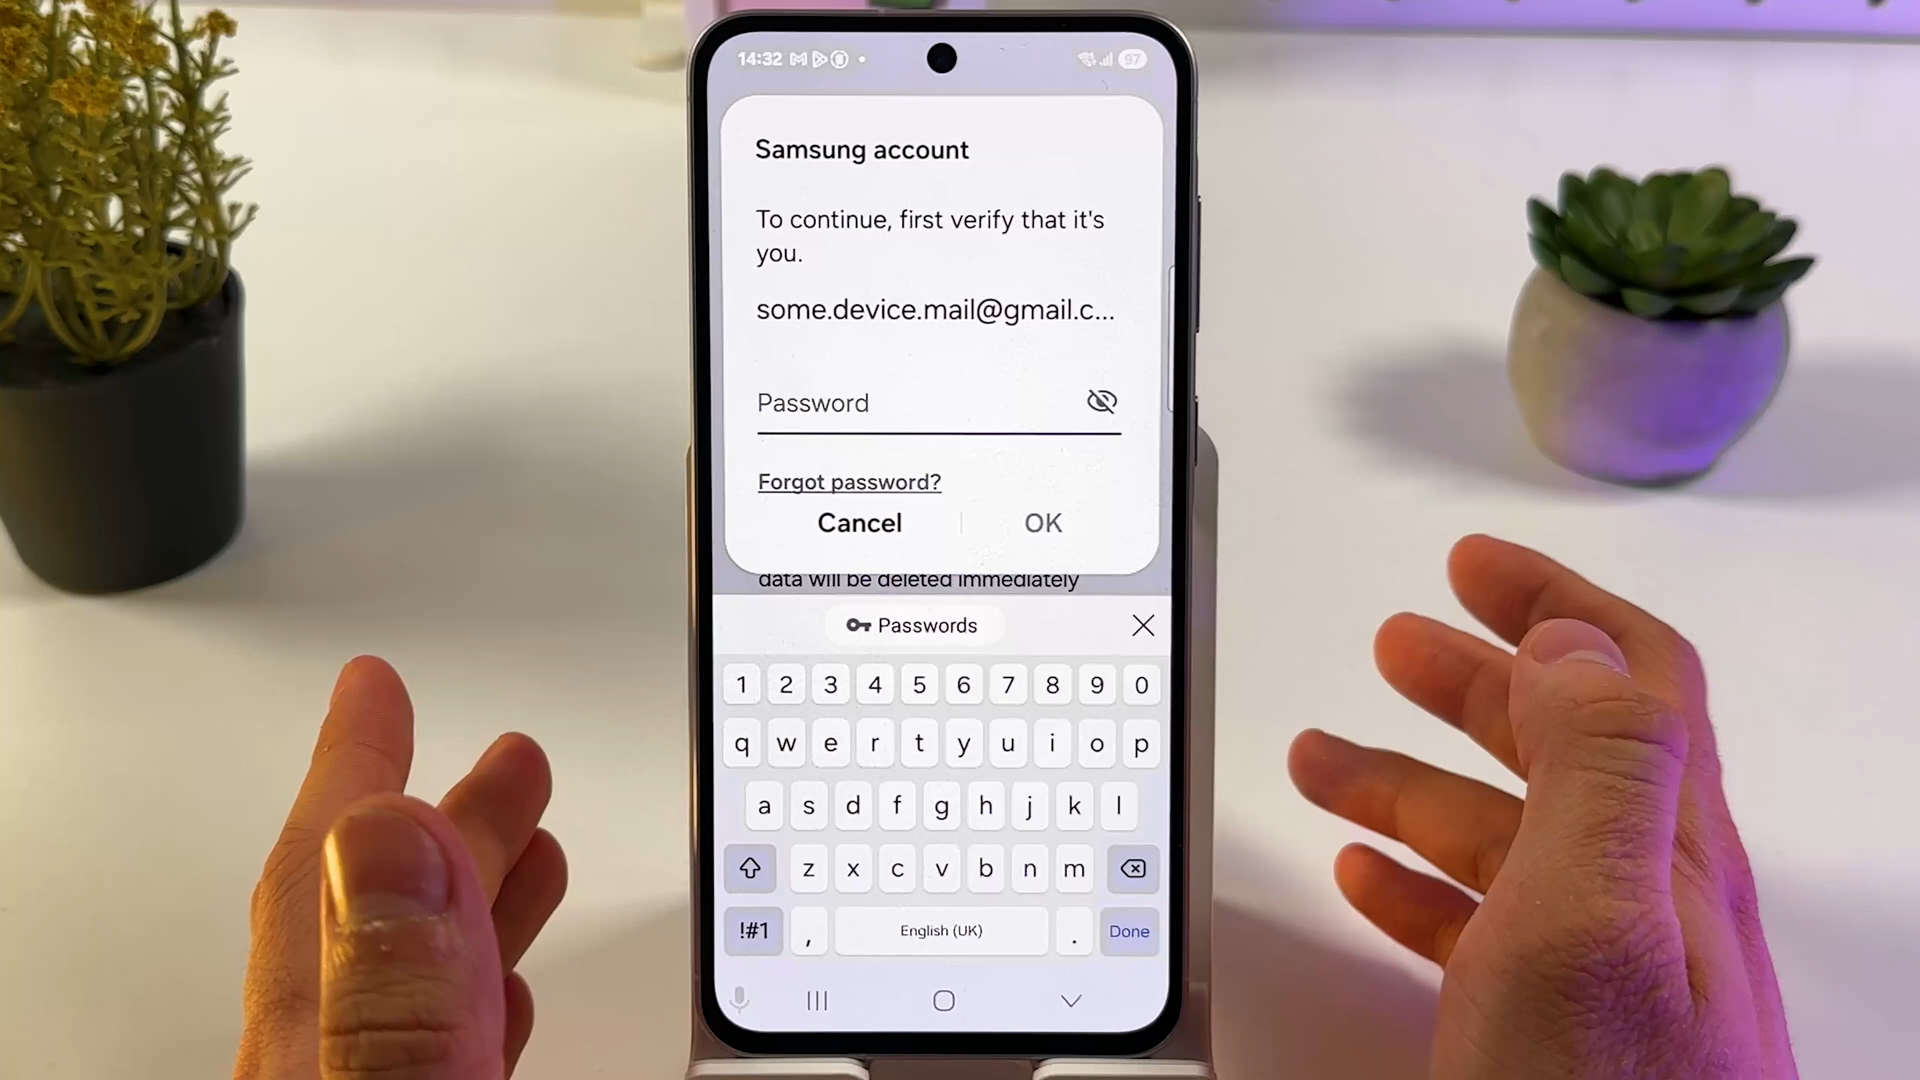 14:32
97
Samsung account
To continue, first verify that it's
you.
some.device.mail@gmail.c...
Password
Forgot password?
Cancel
OK
data will be deleted immediately
Passwords
1 2 3 4 5 6 7 8 9 0
q w e r t y u i o p
a s d f g h j k l
z x c v b n m
!#1 , English (UK) . Done